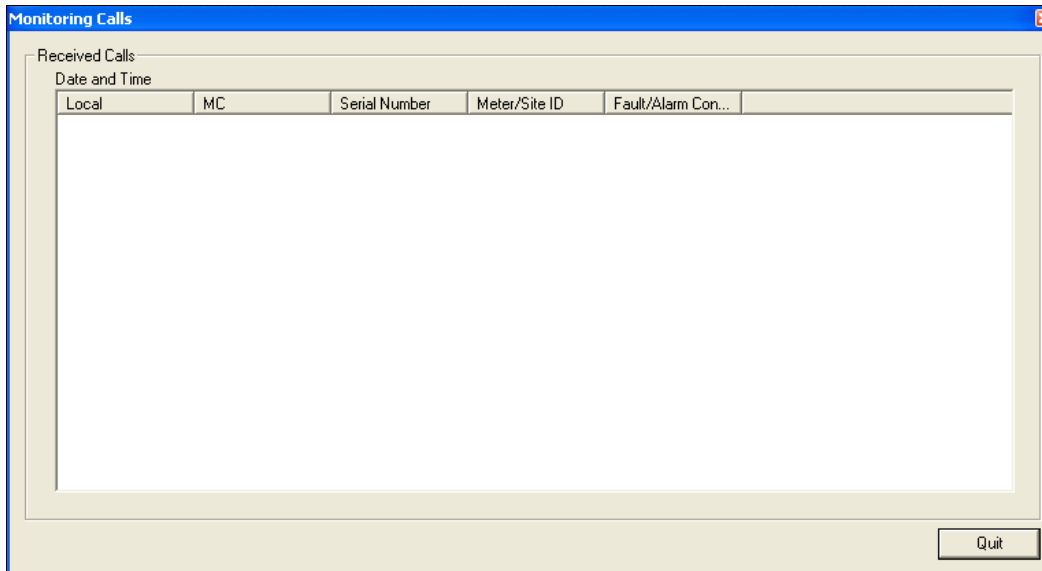 Monitoring Calls
Received Calls
Date and Time
Local MC Serial Number Meter/Site ID Fault/Alarm Con...
Quit